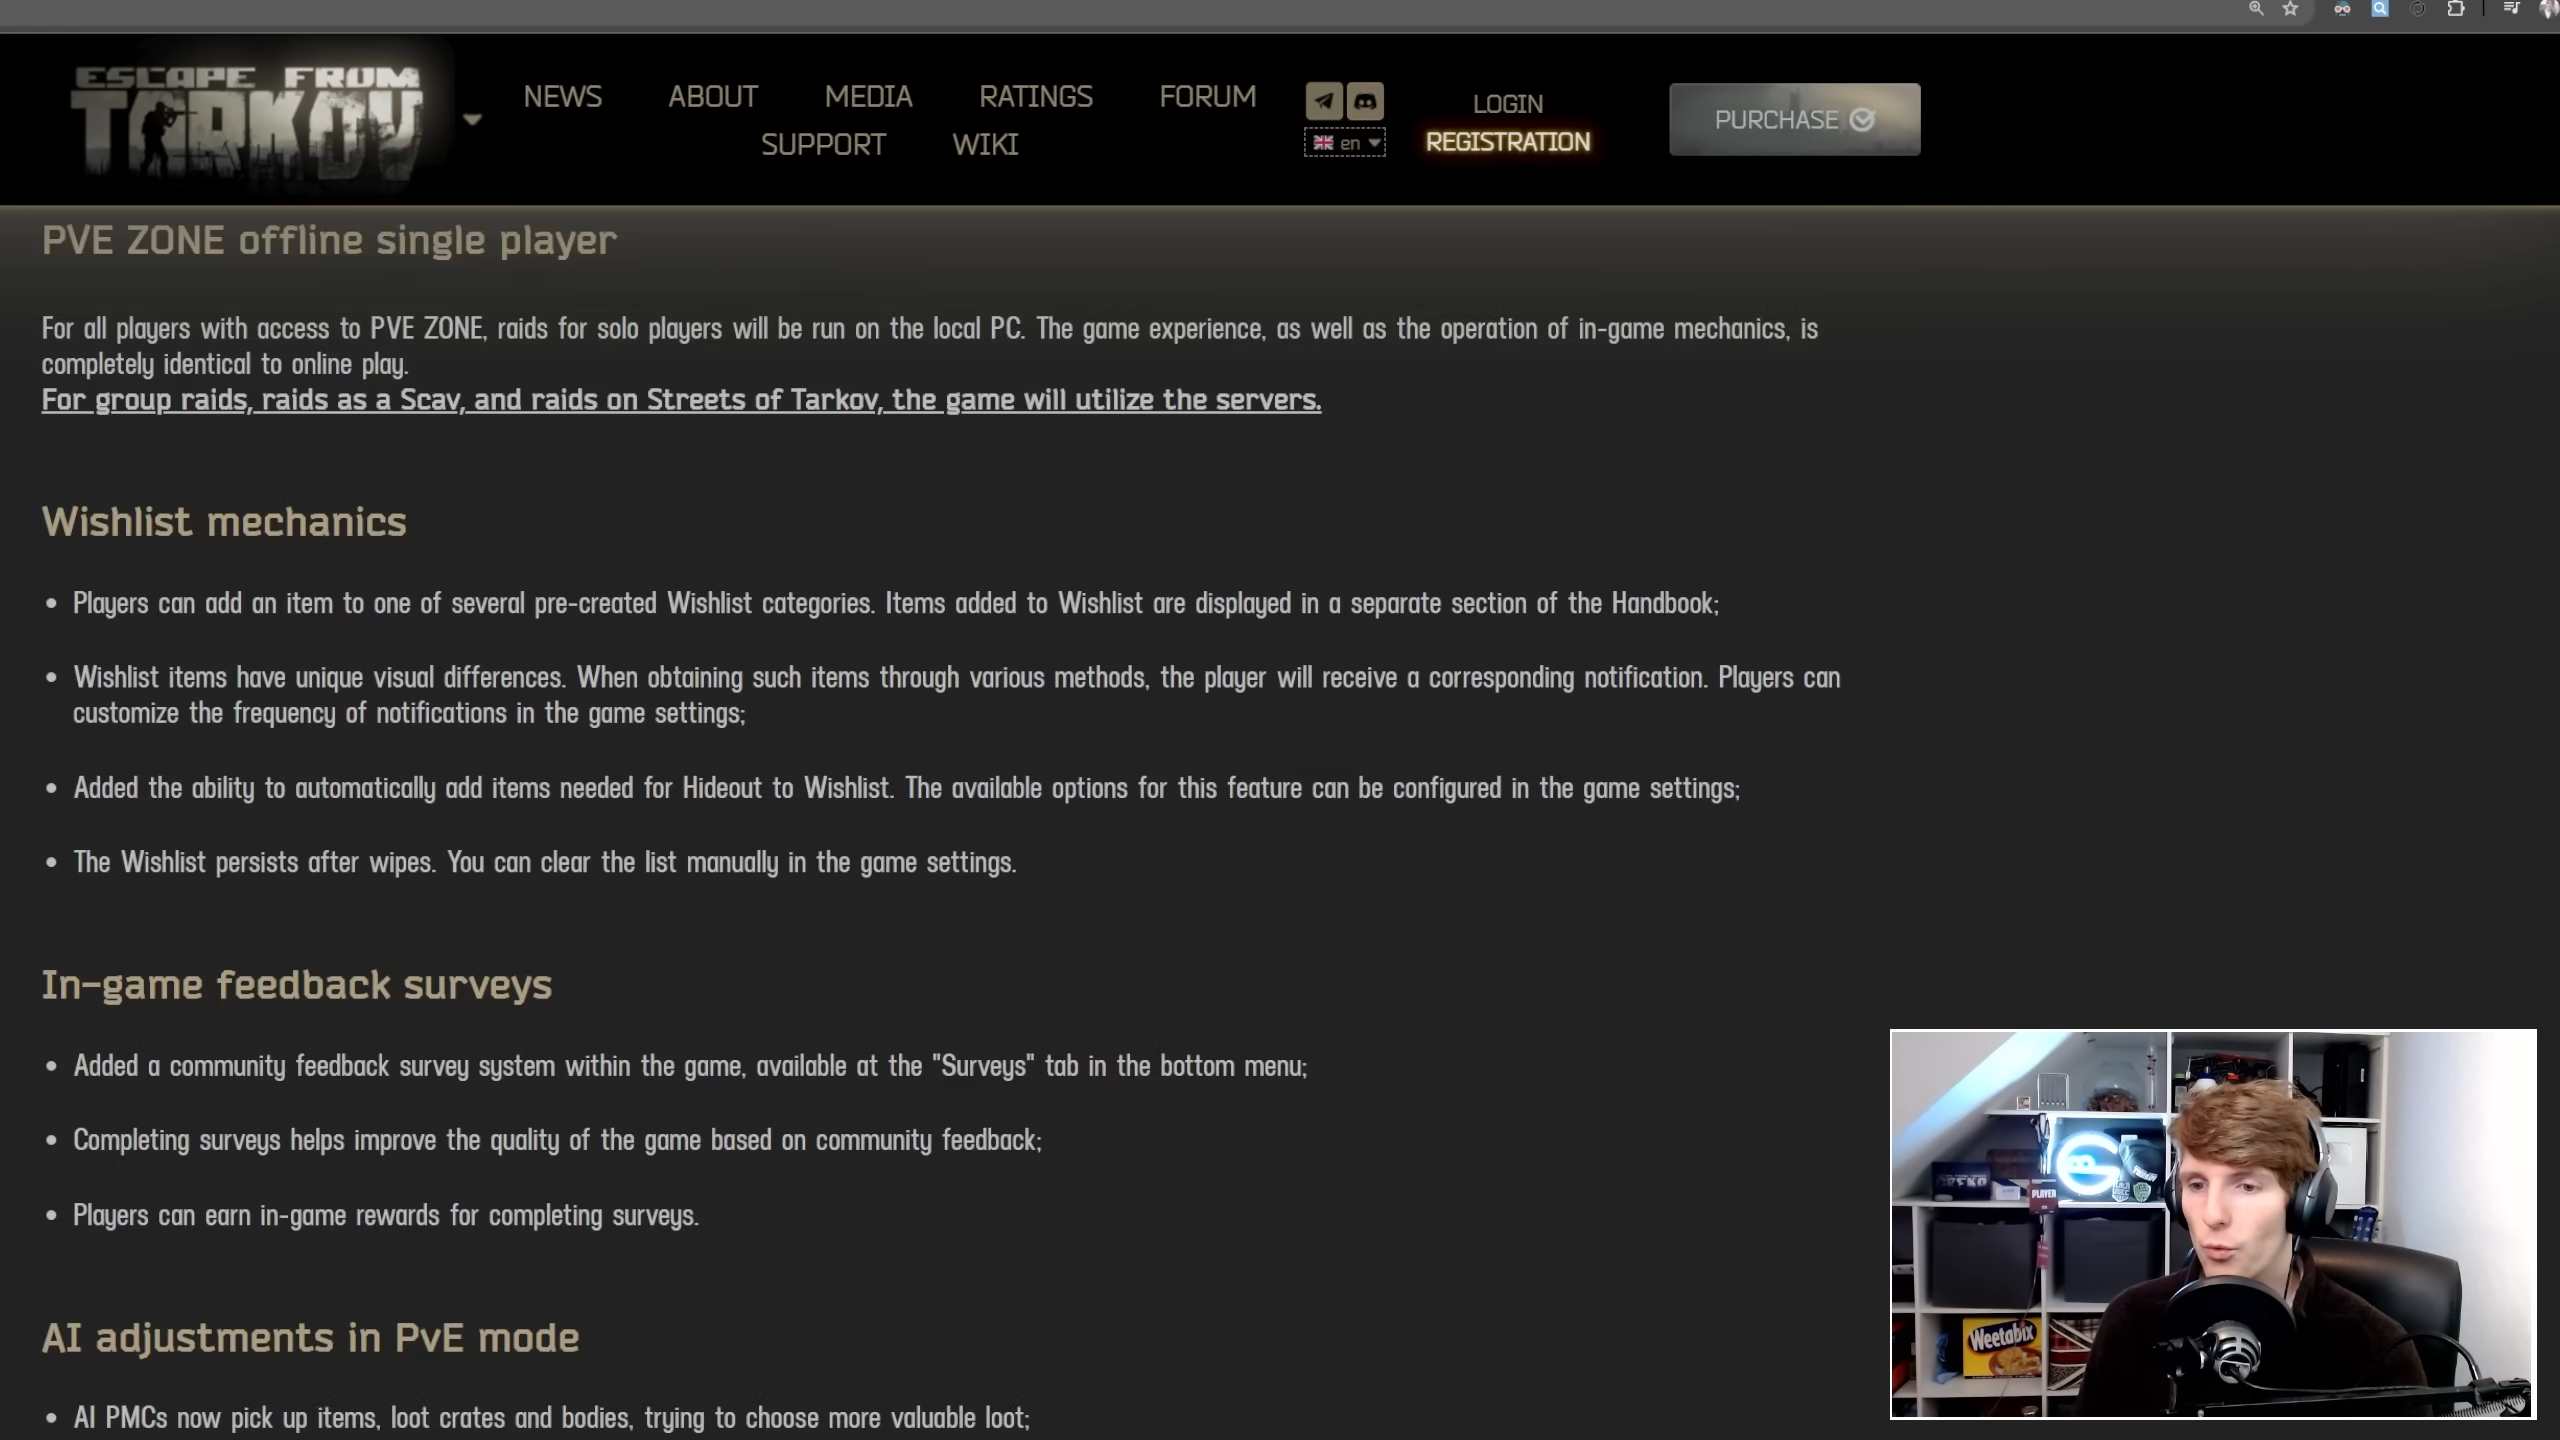 ESCAPE FROM
TARKOV
NEWS ABOUT MEDIA RATINGS FORUM
SUPPORT WIKI
en
LOGIN
REGISTRATION
PURCHASE
PVE ZONE offline single player
For all players with access to PVE ZONE, raids for solo players will be run on the local PC. The game experience, as well as the operation of in-game mechanics, is
completely identical to online play.
For group raids, raids as a Scav, and raids on Streets of Tarkov, the game will utilize the servers.
Wishlist mechanics
• Players can add an item to one of several pre-created Wishlist categories. Items added to Wishlist are displayed in a separate section of the Handbook;
• Wishlist items have unique visual differences. When obtaining such items through various methods, the player will receive a corresponding notification. Players can
customize the frequency of notifications in the game settings;
• Added the ability to automatically add items needed for Hideout to Wishlist. The available options for this feature can be configured in the game settings;
• The Wishlist persists after wipes. You can clear the list manually in the game settings.
In-game feedback surveys
• Added a community feedback survey system within the game, available at the "Surveys" tab in the bottom menu;
• Completing surveys helps improve the quality of the game based on community feedback;
• Players can earn in-game rewards for completing surveys.
AI adjustments in PvE mode
• AI PMCs now pick up items, loot crates and bodies, trying to choose more valuable loot;
PLAYER
Weetabix